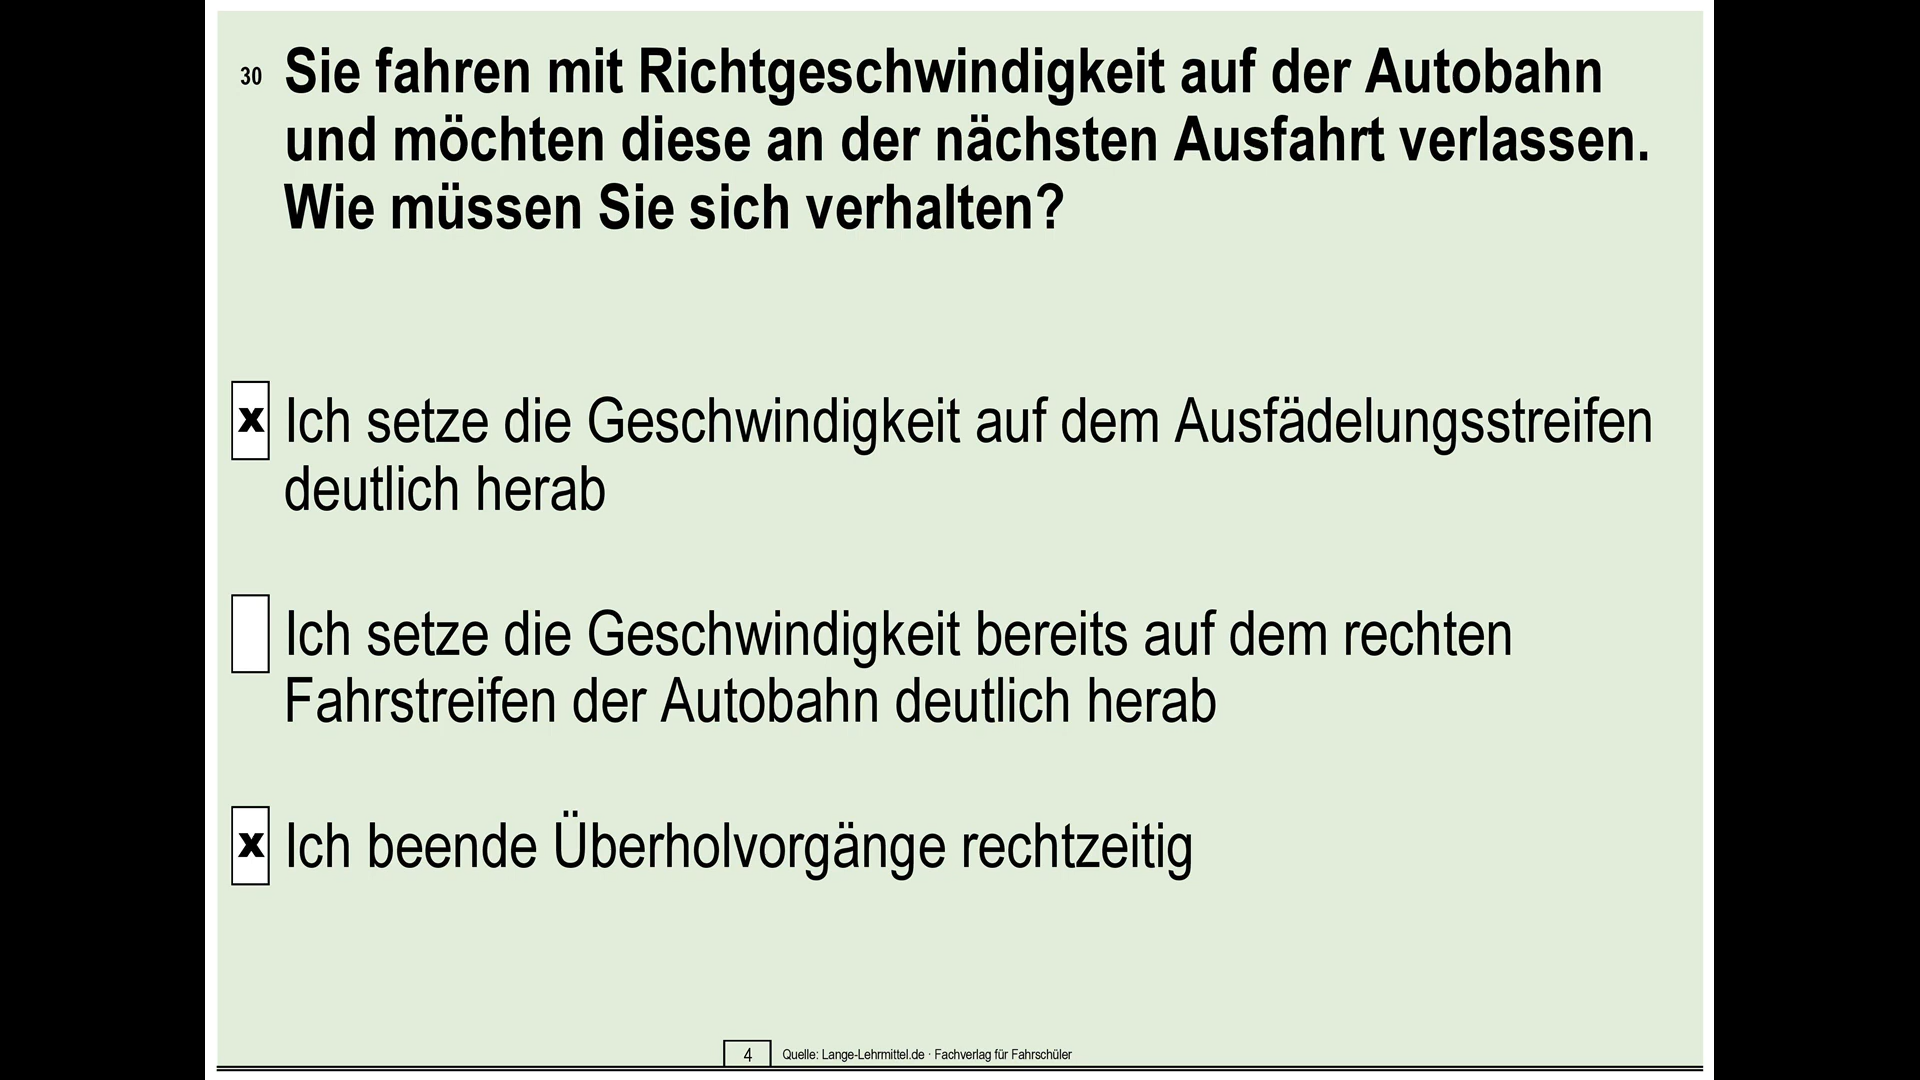 30 Sie fahren mit Richtgeschwindigkeit auf der Autobahn
und möchten diese an der nächsten Ausfahrt verlassen.
Wie müssen Sie sich verhalten?
x Ich setze die Geschwindigkeit auf dem Ausfädelungsstreifen
deutlich herab
Ich setze die Geschwindigkeit bereits auf dem rechten
Fahrstreifen der Autobahn deutlich herab
x Ich beende Überholvorgänge rechtzeitig
4 Quelle: Lange-Lehrmittel.de · Fachverlag für Fahrschüler